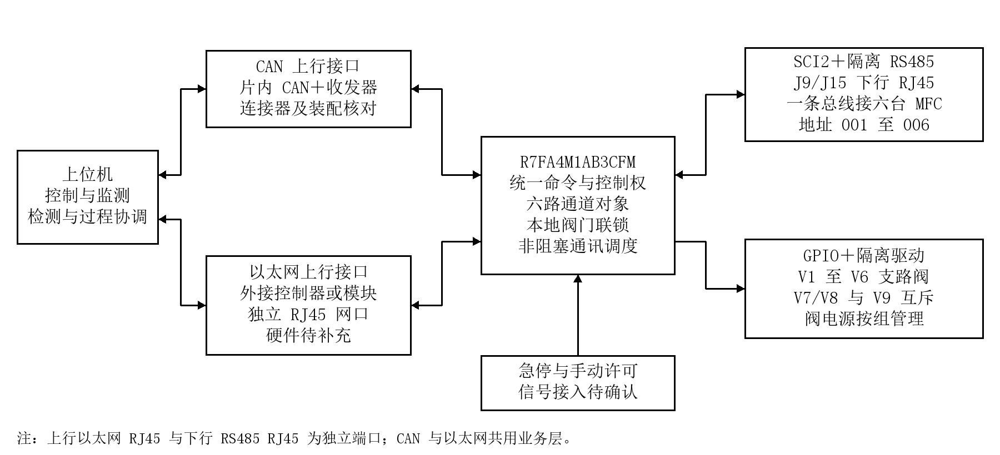 CAN 上行接口
片内 CAN+收发器
连接器及装配核对
SCI2+隔离 RS485
J9/J15 下行 RJ45
一条总线接六台 MFC
地址 001 至 006
上位机
控制与监测
检测与过程协调
R7FA4M1AB3CFM
统一命令与控制权
六路通道对象
本地阀门联锁
非阻塞通讯调度
以太网上行接口
外接控制器或模块
独立 RJ45 网口
硬件待补充
GPIO+隔离驱动
V1 至 V6 支路阀
V7/V8 与 V9 互斥
阀电源按组管理
急停与手动许可
信号接入待确认
注：上行以太网 RJ45 与下行 RS485 RJ45 为独立端口；CAN 与以太网共用业务层。